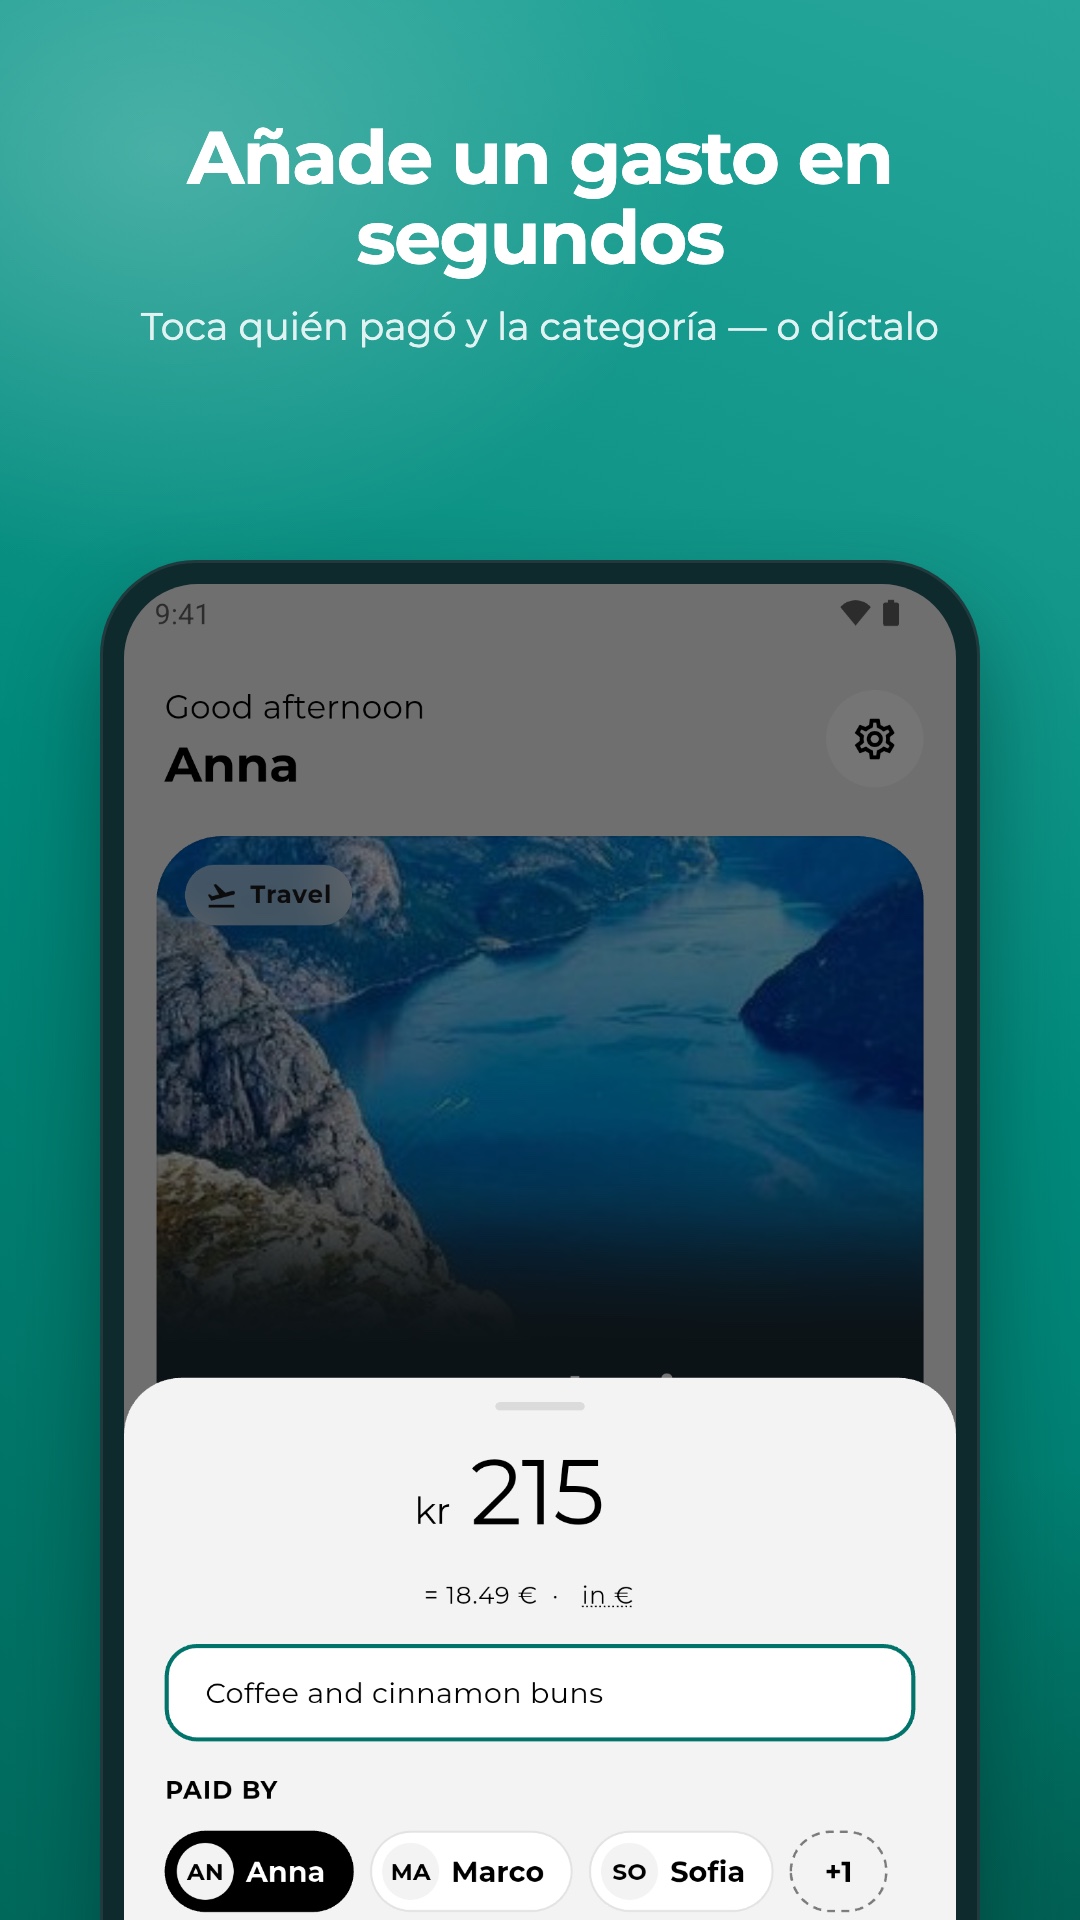 Añade un gasto en
segundos
Toca quién pagó y la categoría — o díctalo
9:41
Good afternoon
Anna
Travel
kr 215
= 18.49 € · in €
Coffee and cinnamon buns
PAID BY
AN Anna MA Marco SO Sofia +1